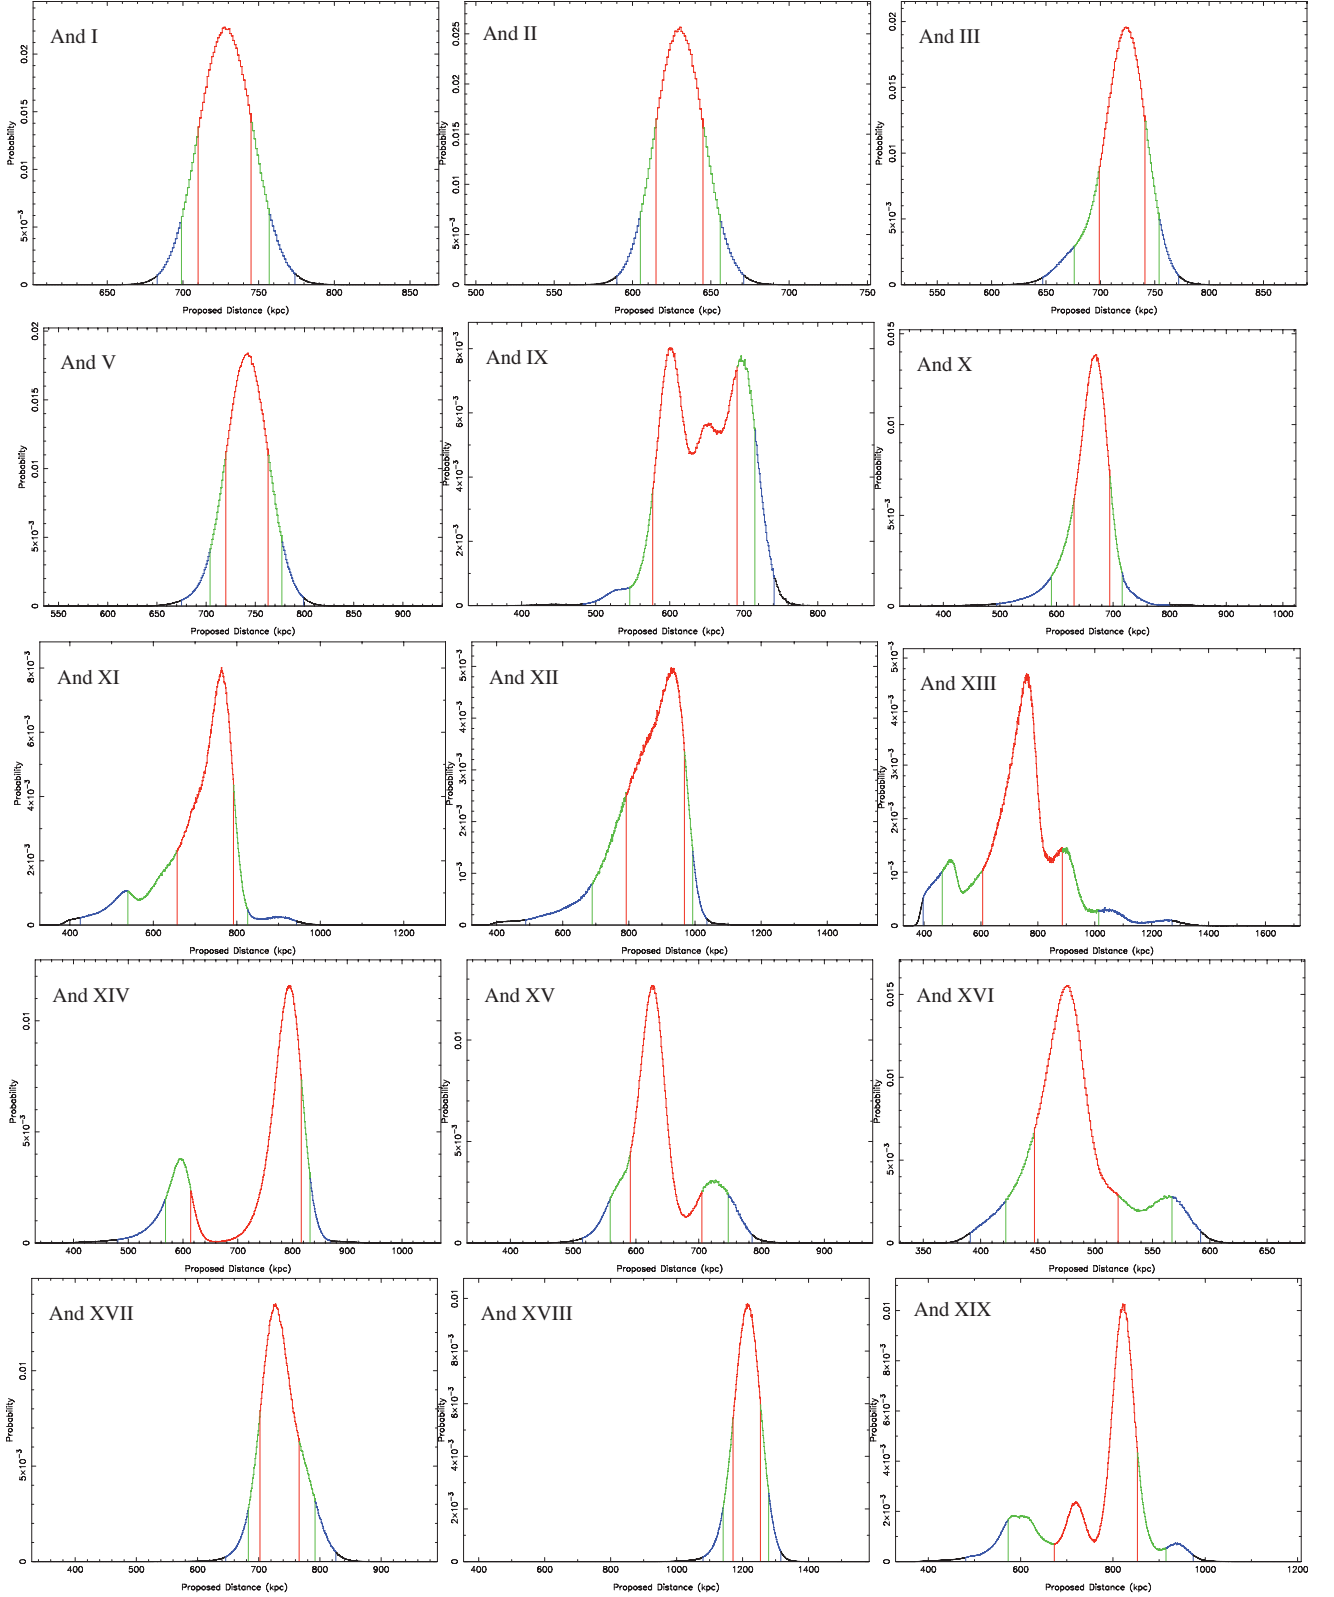 And I
Probability
0 5×10⁻³ 0.01 0.015 0.02
650 700 750 800 850
Proposed Distance (kpc)
And II
Probability
0 5×10⁻³ 0.01 0.015 0.02 0.025
500 550 600 650 700 750
Proposed Distance (kpc)
And III
Probability
0 5×10⁻³ 0.01 0.015 0.02
550 600 650 700 750 800 850
Proposed Distance (kpc)
And V
Probability
0 5×10⁻³ 0.01 0.015 0.02
550 600 650 700 750 800 850 900
Proposed Distance (kpc)
And IX
Probability
0 2×10⁻³ 4×10⁻³ 6×10⁻³ 8×10⁻³
400 500 600 700 800
Proposed Distance (kpc)
And X
Probability
0 5×10⁻³ 0.01 0.015
400 500 600 700 800 900 1000
Proposed Distance (kpc)
And XI
Probability
0 2×10⁻³ 4×10⁻³ 6×10⁻³ 8×10⁻³
400 600 800 1000 1200
Proposed Distance (kpc)
And XII
Probability
0 10⁻³ 2×10⁻³ 3×10⁻³ 4×10⁻³ 5×10⁻³
400 600 800 1000 1200 1400
Proposed Distance (kpc)
And XIII
Probability
0 10⁻³ 2×10⁻³ 3×10⁻³ 4×10⁻³ 5×10⁻³
400 600 800 1000 1200 1400 1600
Proposed Distance (kpc)
And XIV
Probability
0 5×10⁻³ 0.01
400 500 600 700 800 900 1000
Proposed Distance (kpc)
And XV
Probability
0 5×10⁻³ 0.01
400 500 600 700 800 900
Proposed Distance (kpc)
And XVI
Probability
0 5×10⁻³ 0.01 0.015
350 400 450 500 550 600 650
Proposed Distance (kpc)
And XVII
Probability
0 5×10⁻³ 0.01
400 500 600 700 800 900
Proposed Distance (kpc)
And XVIII
Probability
0 2×10⁻³ 4×10⁻³ 6×10⁻³ 8×10⁻³ 0.01
400 600 800 1000 1200 1400
Proposed Distance (kpc)
And XIX
Probability
0 2×10⁻³ 4×10⁻³ 6×10⁻³ 8×10⁻³ 0.01
400 600 800 1000 1200
Proposed Distance (kpc)